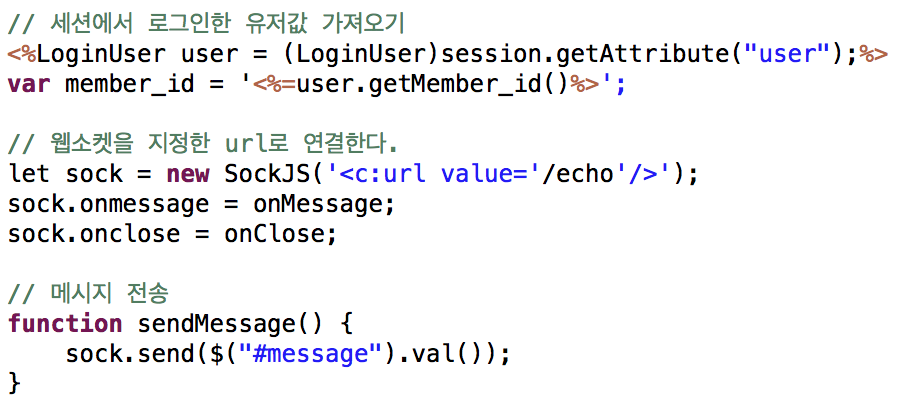 // 세션에서 로그인한 유저값 가져오기
<%LoginUser user = (LoginUser)session.getAttribute("user");%>
var member_id = '<%=user.getMember_id()%>';
// 웹소켓을 지정한 url로 연결한다.
let sock = new SockJS('<c:url value='/echo'/>');
sock.onmessage = onMessage;
sock.onclose = onClose;
// 메시지 전송
function sendMessage() {
    sock.send($("#message").val());
}